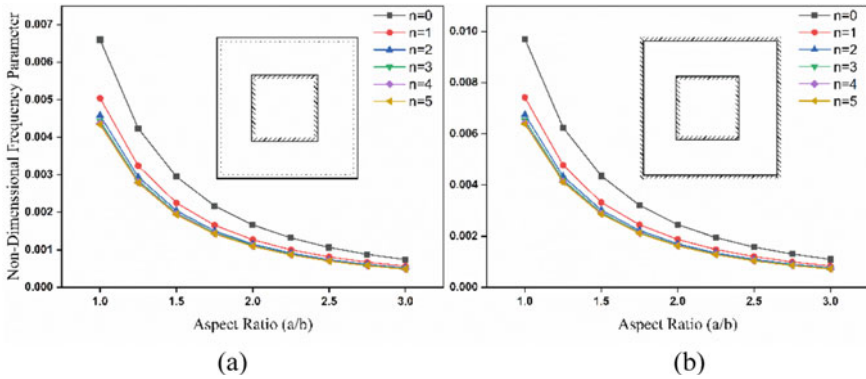 0.007
0.006
0.005
0.004
0.003
0.002
0.001
0.000
Non-Dimenssional Frequency Parameter
n=0
n=1
n=2
n=3
n=4
n=5
1.0 1.5 2.0 2.5 3.0
Aspect Ratio (a/b)
(a)
0.010
0.008
0.006
0.004
0.002
0.000
n=0
n=1
n=2
n=3
n=4
n=5
1.0 1.5 2.0 2.5 3.0
Aspect Ratio (a/b)
(b)